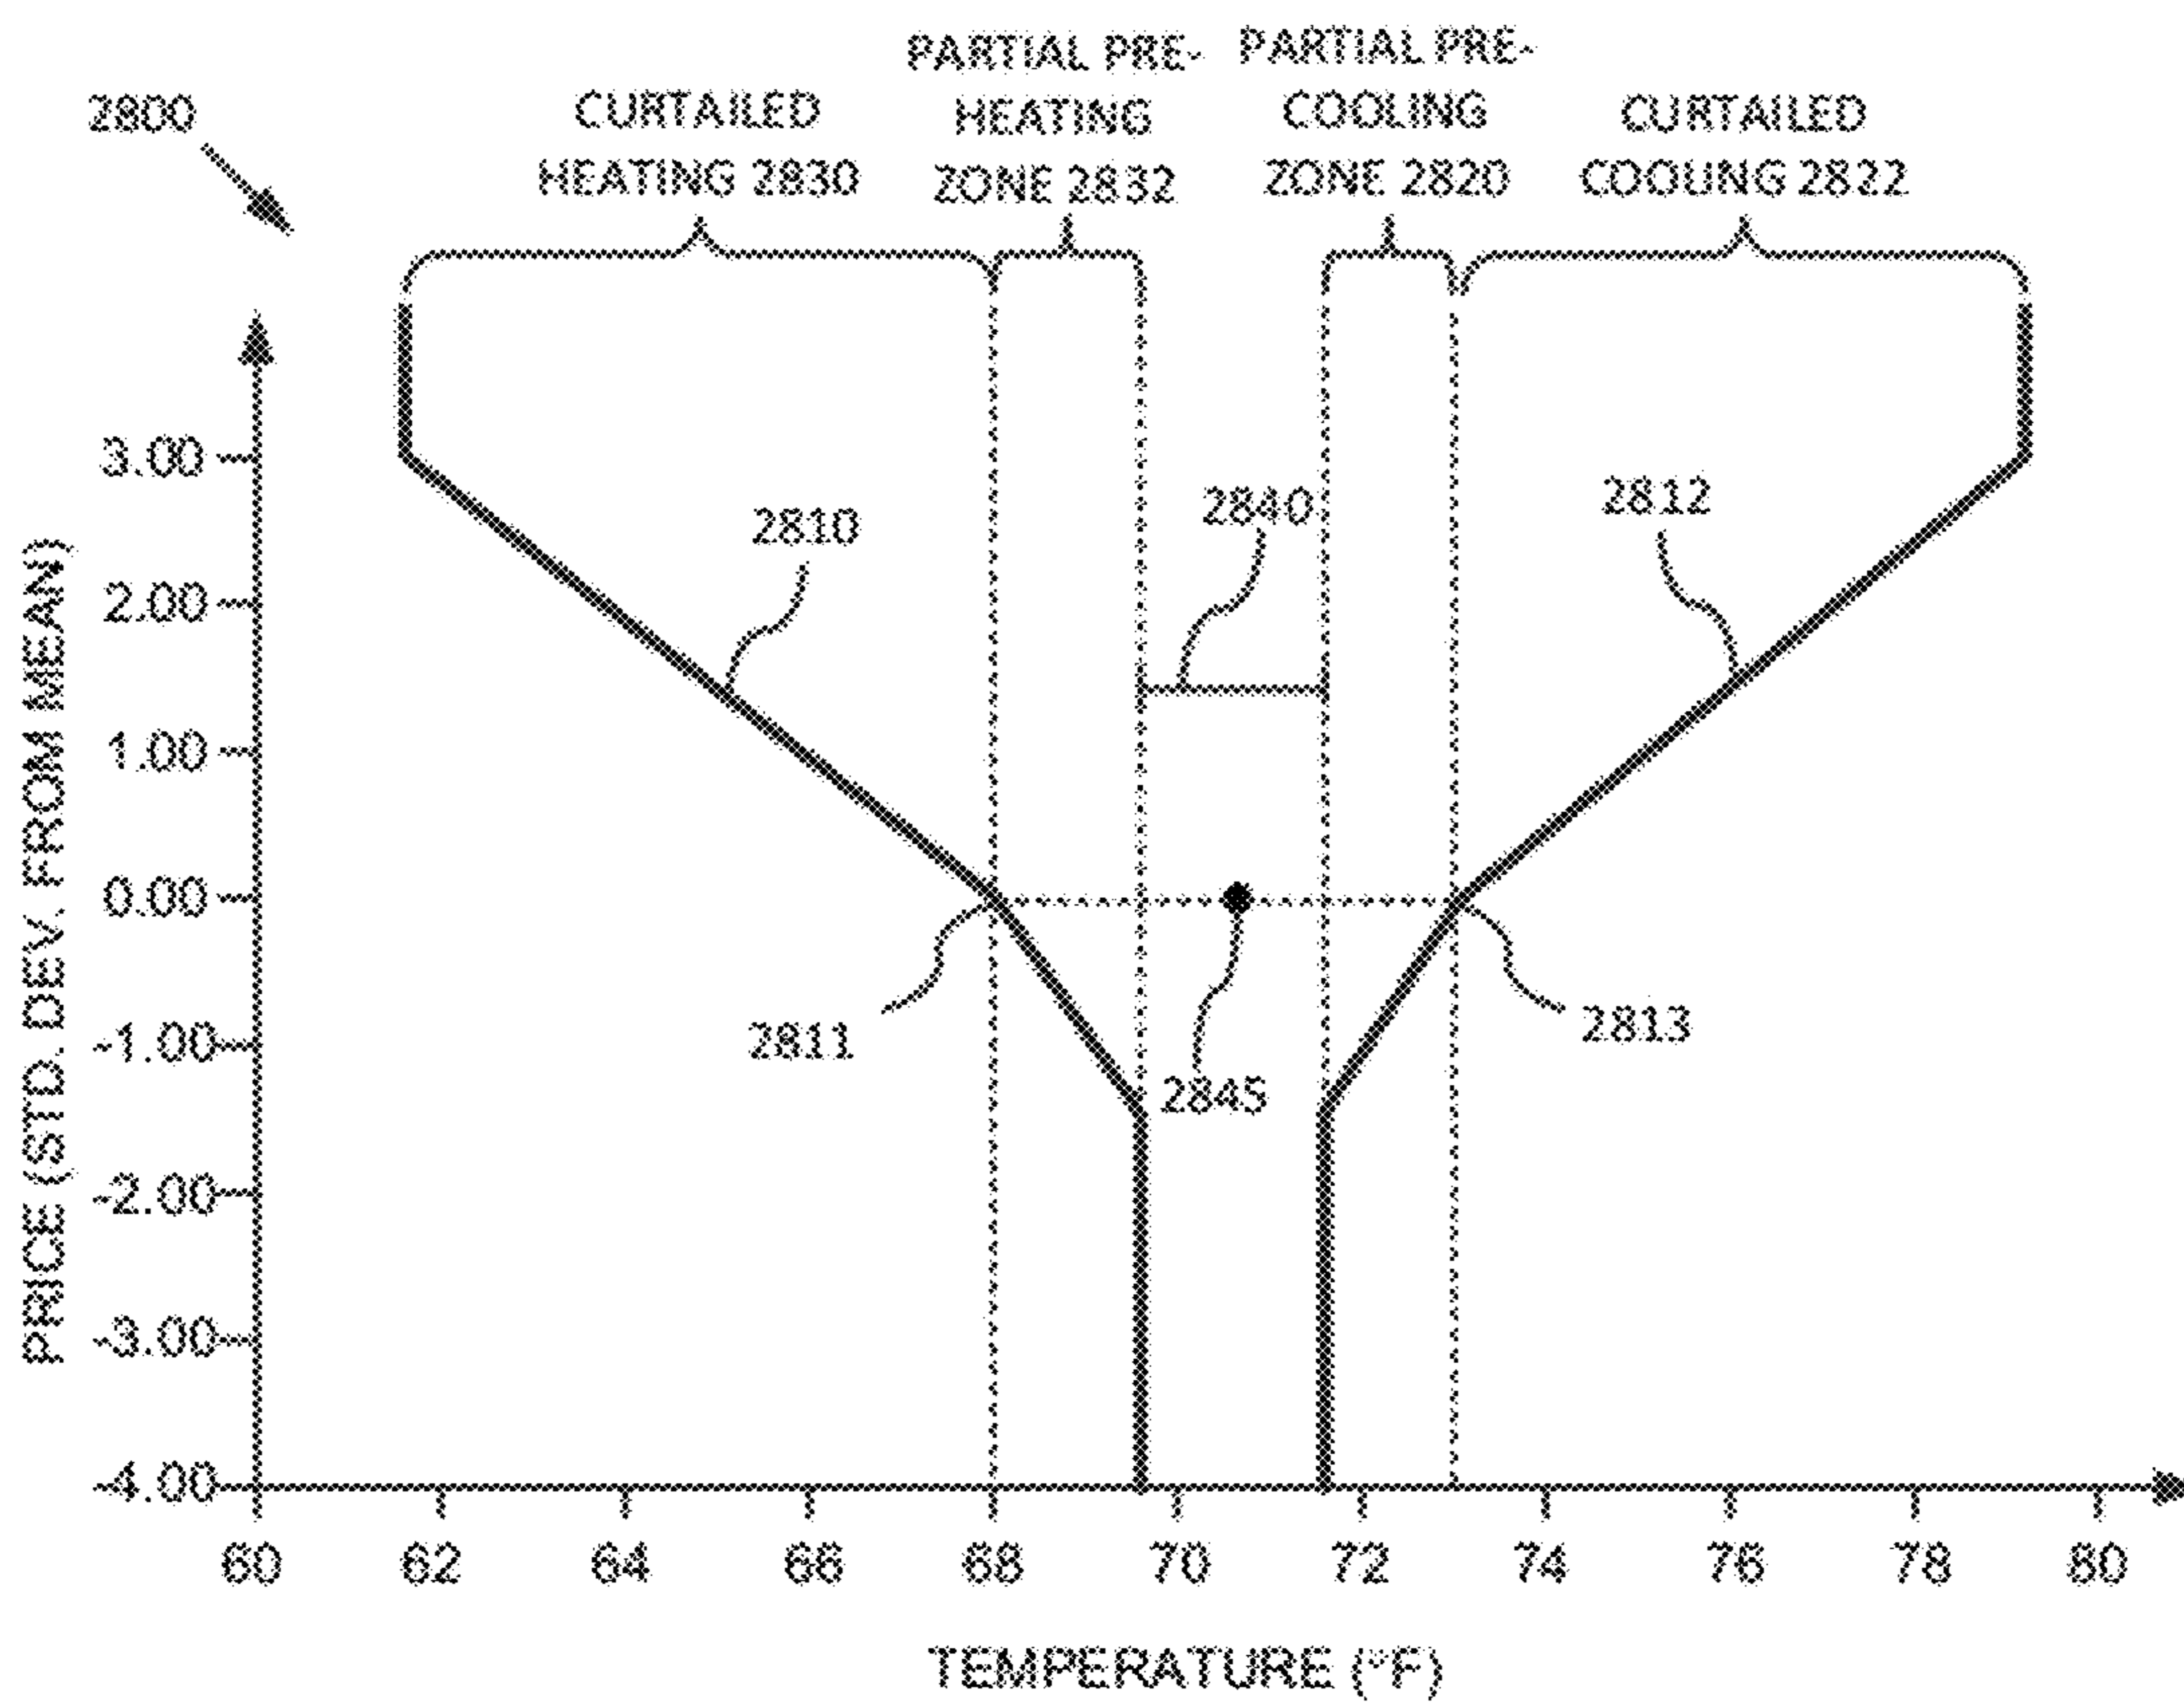 PARTIAL PRE-
HEATING
ZONE 2832
PARTIAL PRE-
COOLING
ZONE 2820
2800
CURTAILED
HEATING 2830
CURTAILED
COOLING 2822
3.00
2.00
1.00
0.00
-1.00
-2.00
-3.00
-4.00
PRICE (STD. DEV. FROM MEAN)
2810
2840
2812
2811
2845
2813
60
62
64
66
68
70
72
74
76
78
80
TEMPERATURE (°F)